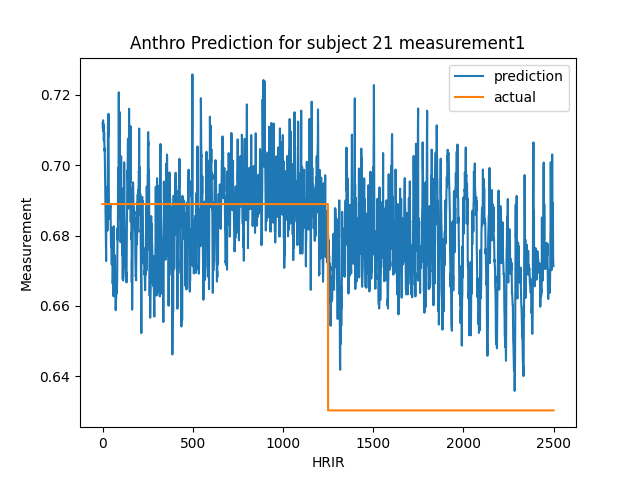 Anthro Prediction for subject 21 measurement1
prediction
actual
0.72
0.70
0.68
0.66
0.64
Measurement
0
500
1000
1500
2000
2500
HRIR